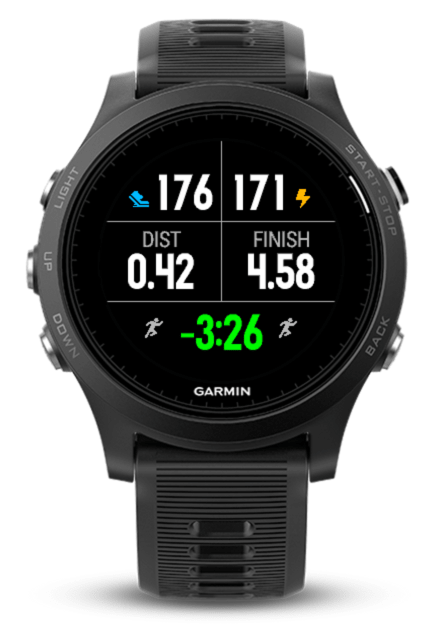 LIGHT
START·STOP
176 171
DIST FINISH
0.42 4.58
UP
-3:26
DOWN
BACK
GARMIN